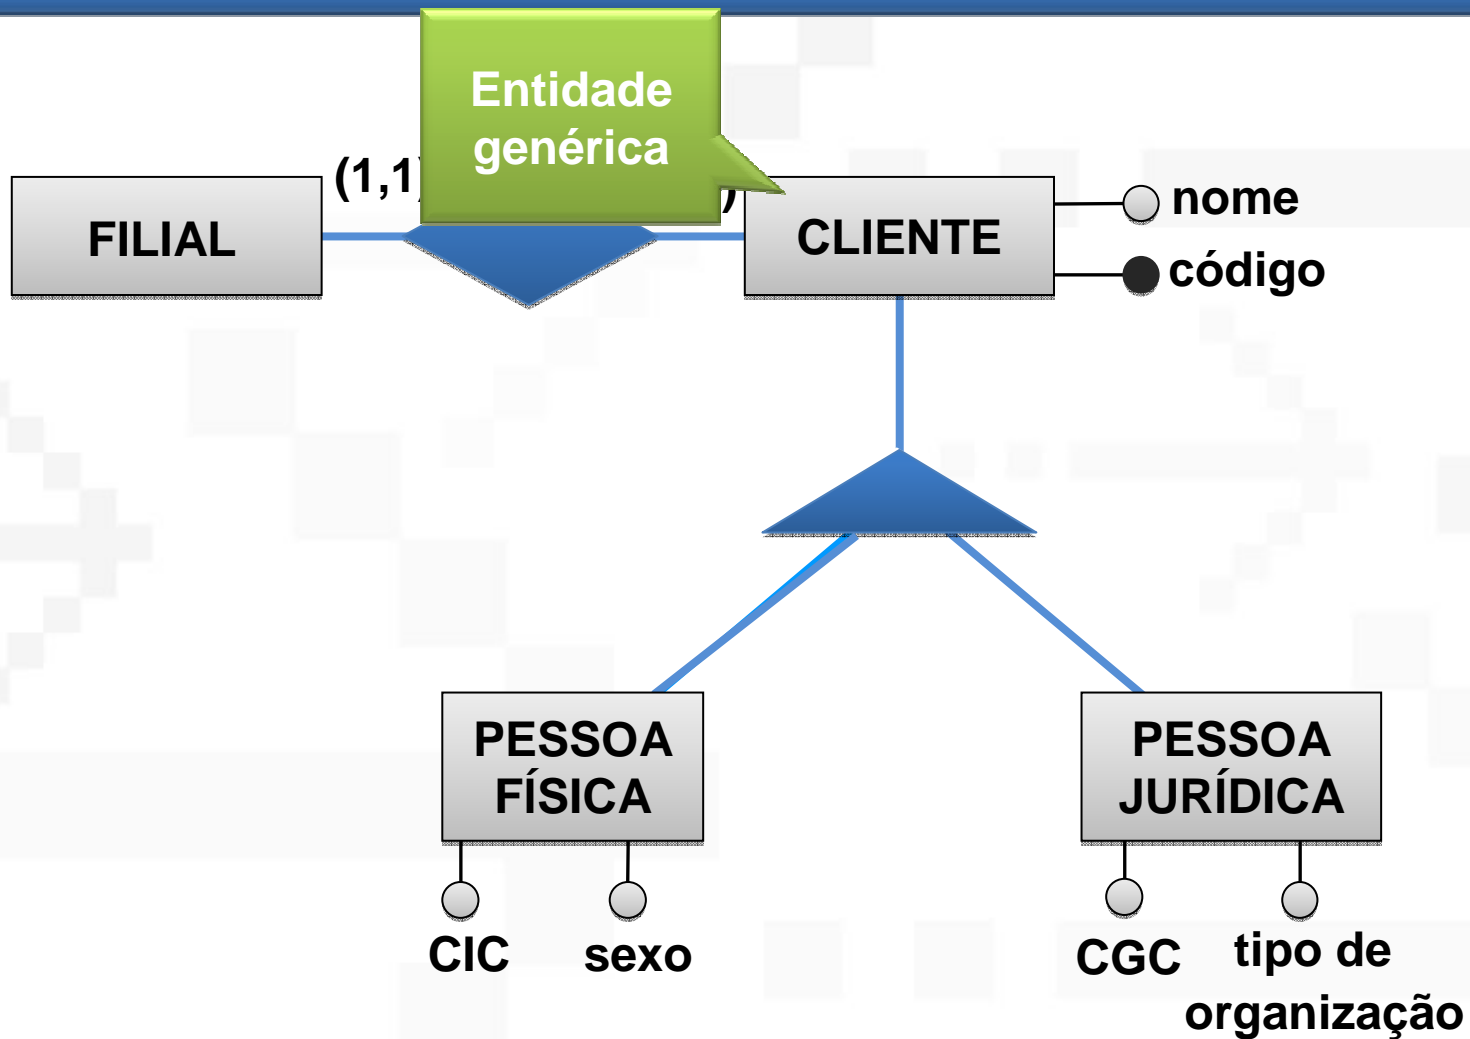 Entidade
genérica
(1,1)
)
FILIAL
CLIENTE
nome
código
PESSOA
FÍSICA
PESSOA
JURÍDICA
CIC
sexo
CGC
tipo de
organização